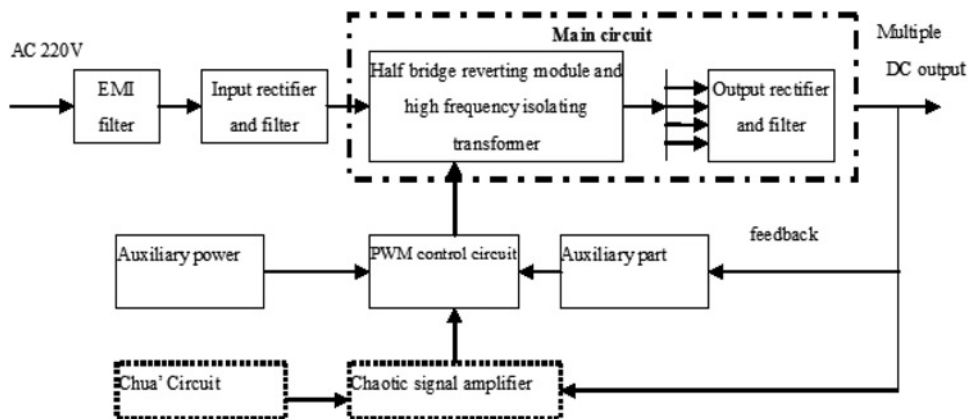 Main circuit
AC 220V
Multiple
DC output
EMI
filter
Input rectifier
and filter
Half bridge reverting module and
high frequency isolating
transformer
Output rectifier
and filter
feedback
Auxiliary power
PWM control circuit
Auxiliary part
Chua' Circuit
Chaotic signal amplifier